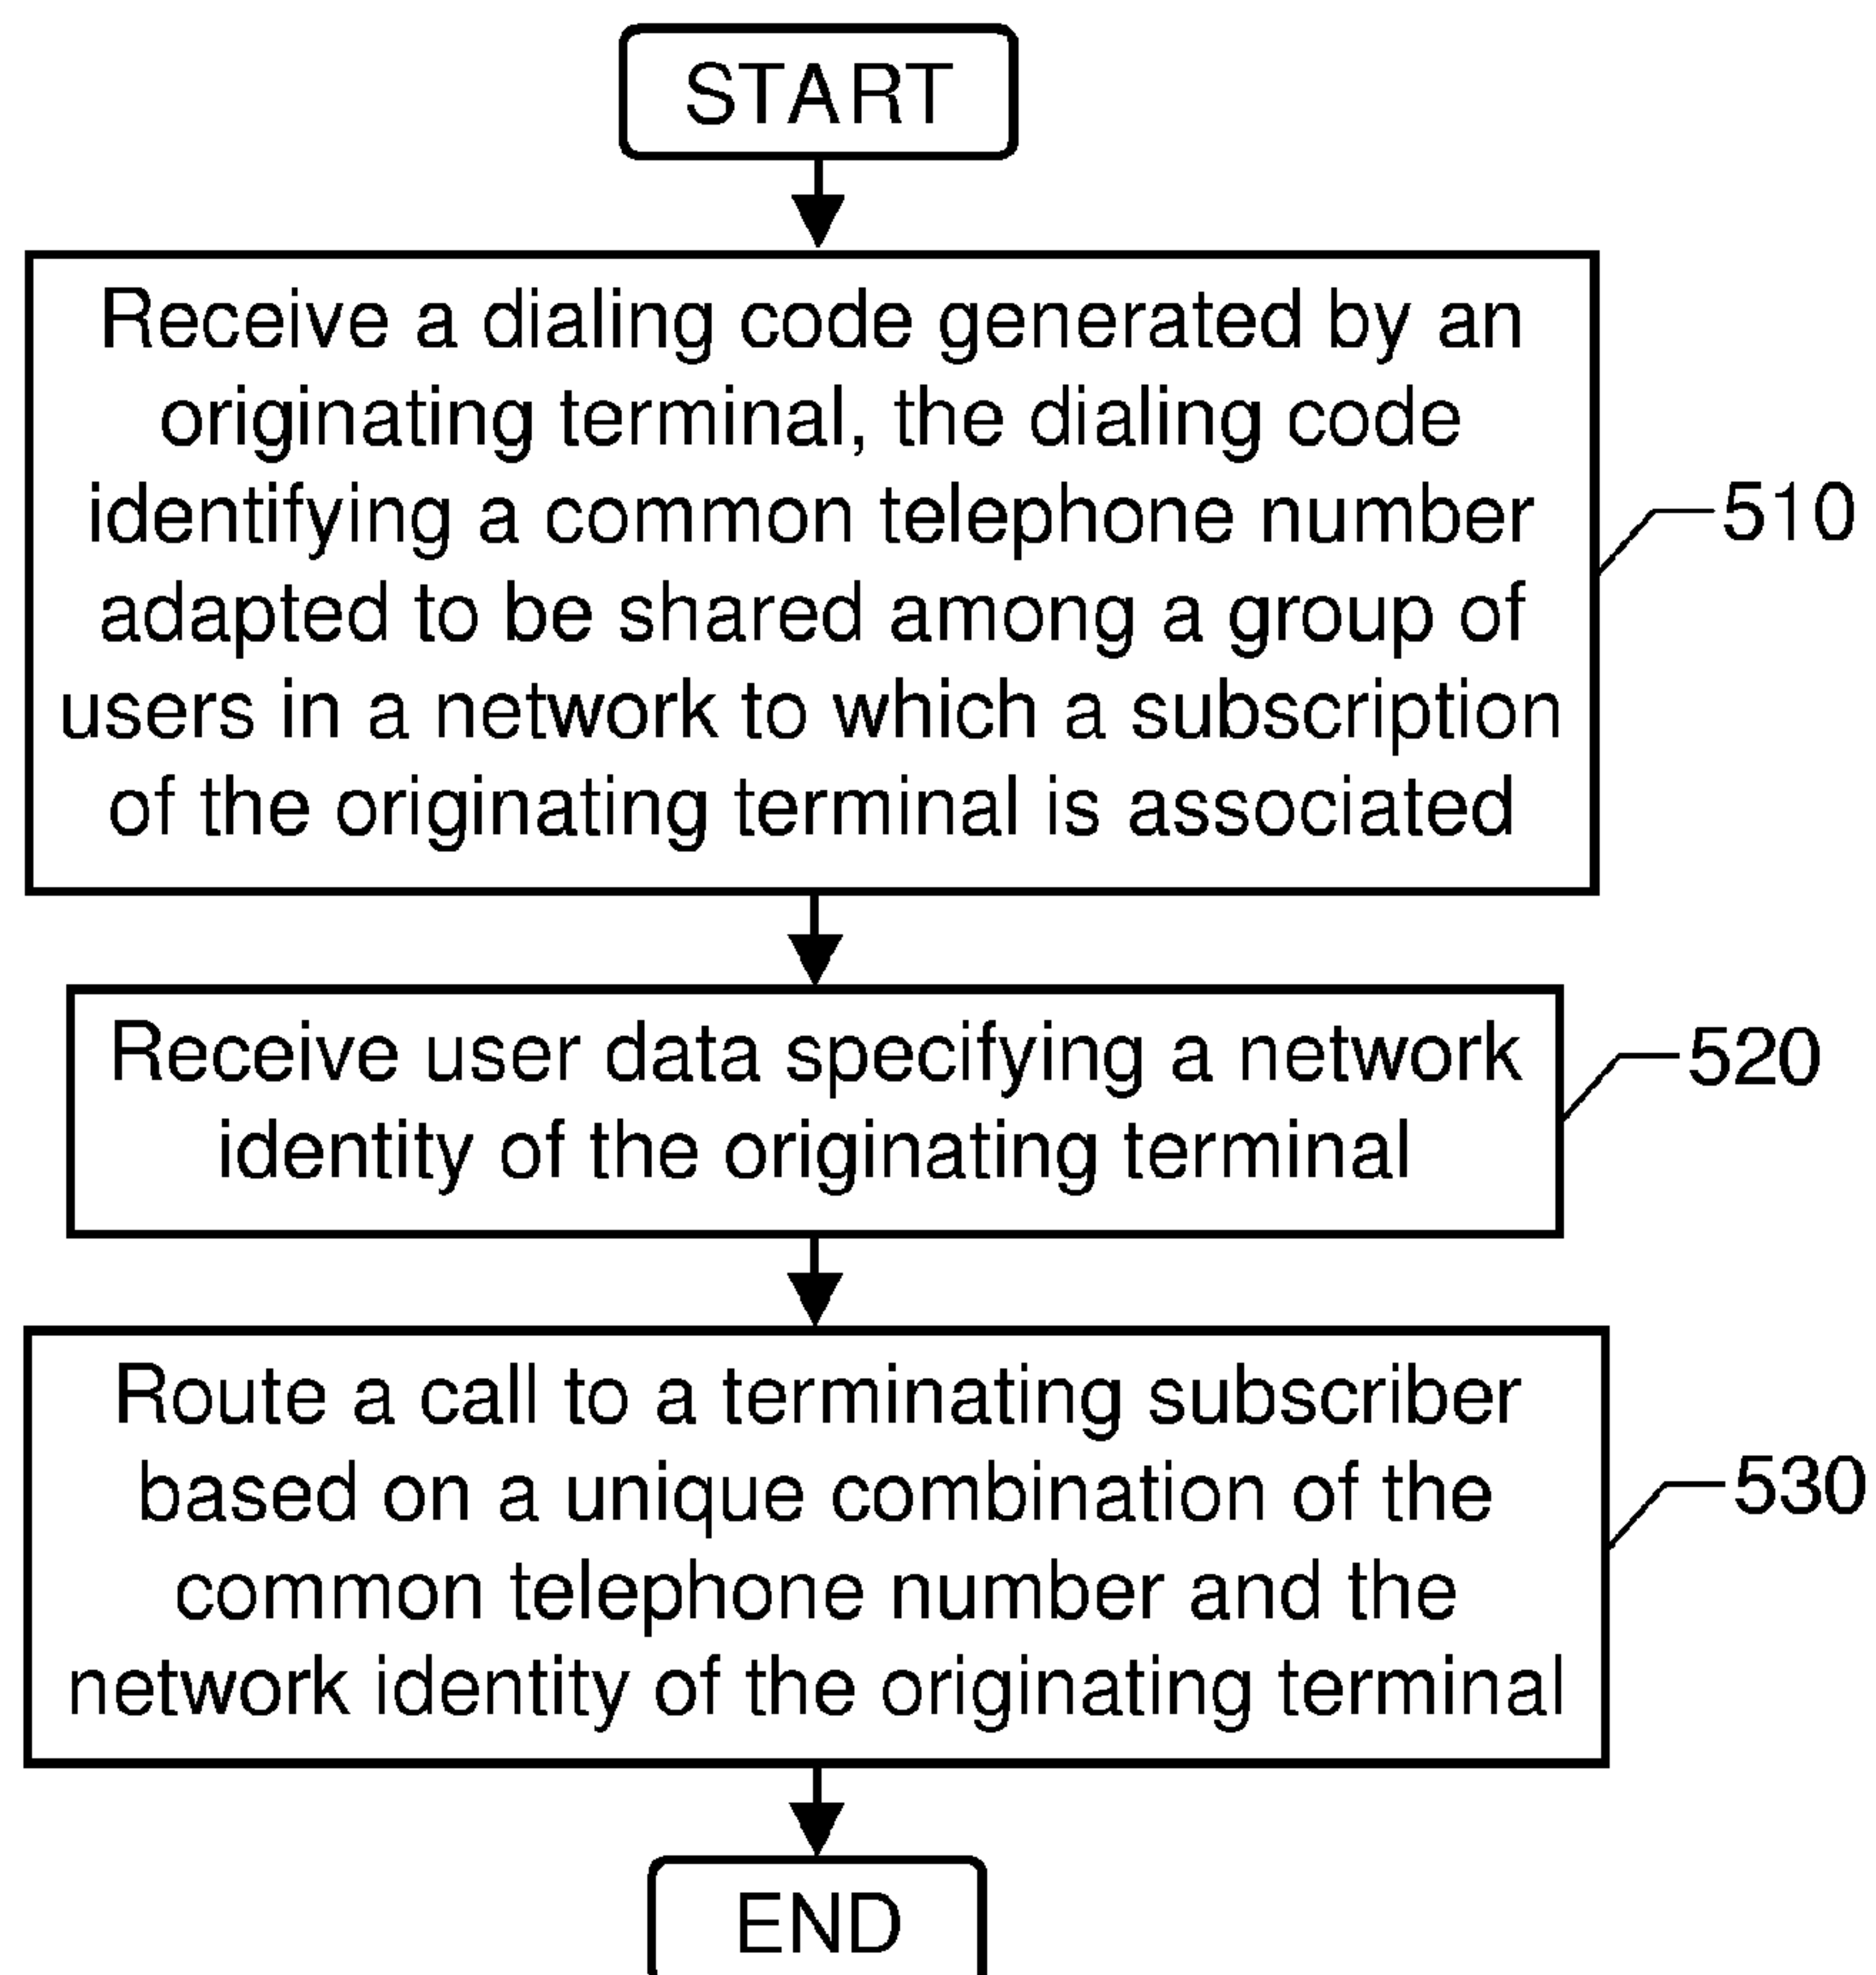 START
Receive a dialing code generated by an
originating terminal, the dialing code
identifying a common telephone number
adapted to be shared among a group of
users in a network to which a subscription
of the originating terminal is associated
510
Receive user data specifying a network
identity of the originating terminal
520
Route a call to a terminating subscriber
based on a unique combination of the
common telephone number and the
network identity of the originating terminal
530
END